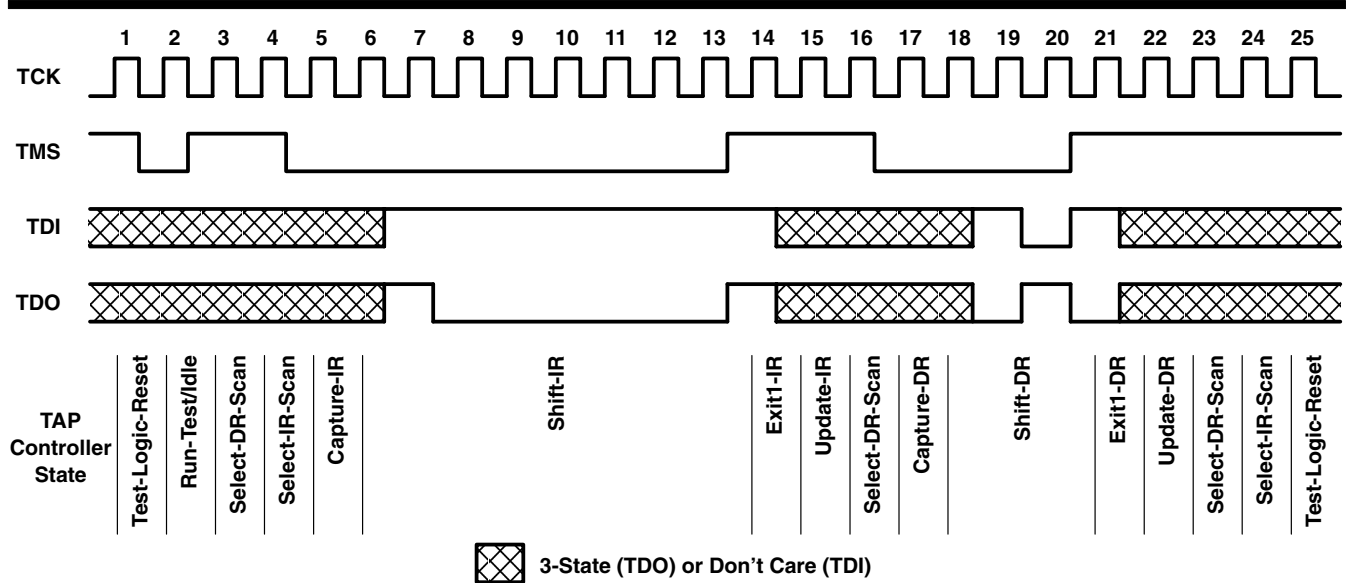 1 2 3 4 5 6 7 8 9 10 11 12 13 14 15 16 17 18 19 20 21 22 23 24 25
TCK
TMS
TDI
TDO
TAP
Controller
State
Test-Logic-Reset
Run-Test/Idle
Select-DR-Scan
Select-IR-Scan
Capture-IR
Shift-IR
Exit1-IR
Update-IR
Select-DR-Scan
Capture-DR
Shift-DR
Exit1-DR
Update-DR
Select-DR-Scan
Select-IR-Scan
Test-Logic-Reset
3-State (TDO) or Don't Care (TDI)